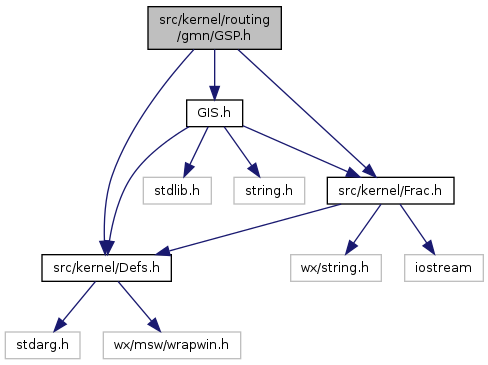 src/kernel/routing
/gmn/GSP.h
GIS.h
stdlib.h
string.h
src/kernel/Frac.h
src/kernel/Defs.h
wx/string.h
iostream
stdarg.h
wx/msw/wrapwin.h